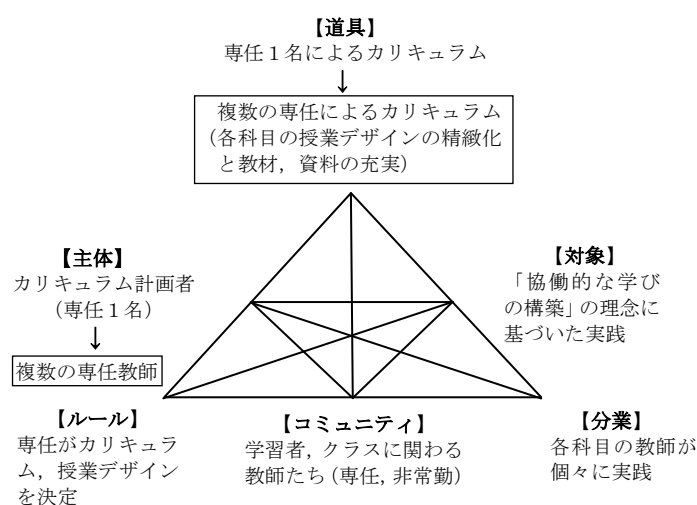 【道具】
専任１名によるカリキュラム
↓
複数の専任によるカリキュラム
（各科目の授業デザインの精緻化
と教材，資料の充実）
【主体】
カリキュラム計画者
（専任１名）
↓
複数の専任教師
【対象】
「協働的な学び
の構築」の理念に
基づいた実践
【ルール】
専任がカリキュラ
ム，授業デザイン
を決定
【コミュニティ】
学習者，クラスに関わる
教師たち（専任，非常勤）
【分業】
各科目の教師が
個々に実践